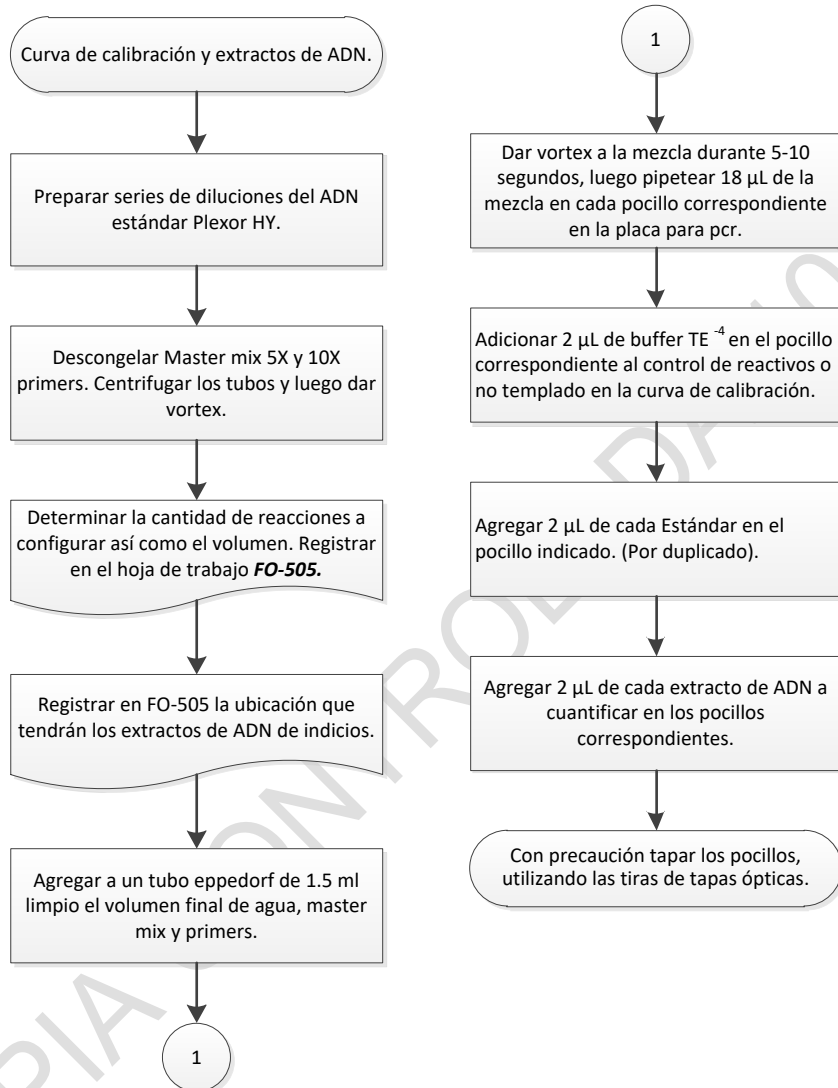 Curva de calibración y extractos de ADN.
Preparar series de diluciones del ADN
estándar Plexor HY.
Descongelar Master mix 5X y 10X
primers. Centrifugar los tubos y luego dar
vortex.
Determinar la cantidad de reacciones a
configurar así como el volumen. Registrar
en el hoja de trabajo FO-505.
Registrar en FO-505 la ubicación que
tendrán los extractos de ADN de indicios.
Agregar a un tubo eppedorf de 1.5 ml
limpio el volumen final de agua, master
mix y primers.
1
1
Dar vortex a la mezcla durante 5-10
segundos, luego pipetear 18 µL de la
mezcla en cada pocillo correspondiente
en la placa para pcr.
Adicionar 2 µL de buffer TE -4 en el pocillo
correspondiente al control de reactivos o
no templado en la curva de calibración.
Agregar 2 µL de cada Estándar en el
pocillo indicado. (Por duplicado).
Agregar 2 µL de cada extracto de ADN a
cuantificar en los pocillos
correspondientes.
Con precaución tapar los pocillos,
utilizando las tiras de tapas ópticas.